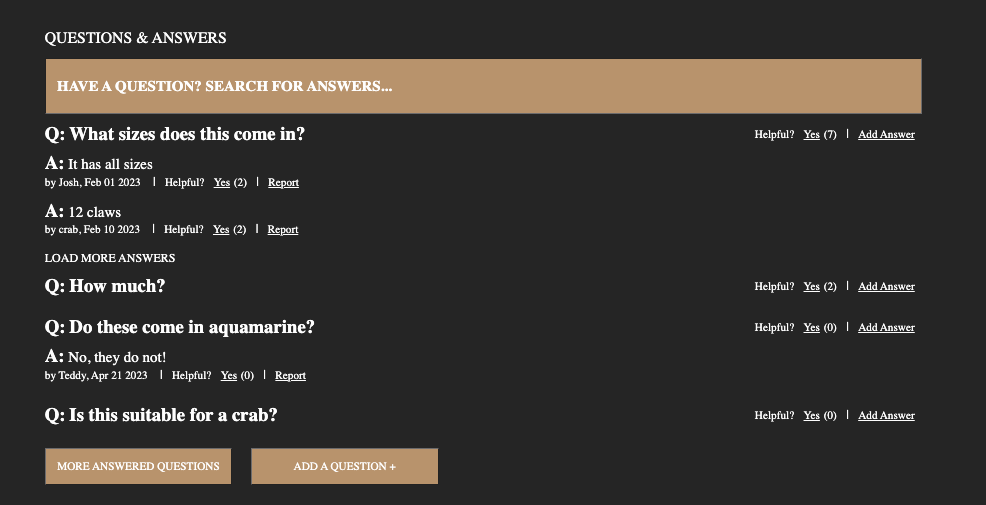 QUESTIONS & ANSWERS
HAVE A QUESTION? SEARCH FOR ANSWERS...
Q: What sizes does this come in? Helpful? Yes (7) | Add Answer
A: It has all sizes
by Josh, Feb 01 2023 | Helpful? Yes (2) | Report
A: 12 claws
by crab, Feb 10 2023 | Helpful? Yes (2) | Report
LOAD MORE ANSWERS
Q: How much? Helpful? Yes (2) | Add Answer
Q: Do these come in aquamarine? Helpful? Yes (0) | Add Answer
A: No, they do not!
by Teddy, Apr 21 2023 | Helpful? Yes (0) | Report
Q: Is this suitable for a crab? Helpful? Yes (0) | Add Answer
MORE ANSWERED QUESTIONS ADD A QUESTION +